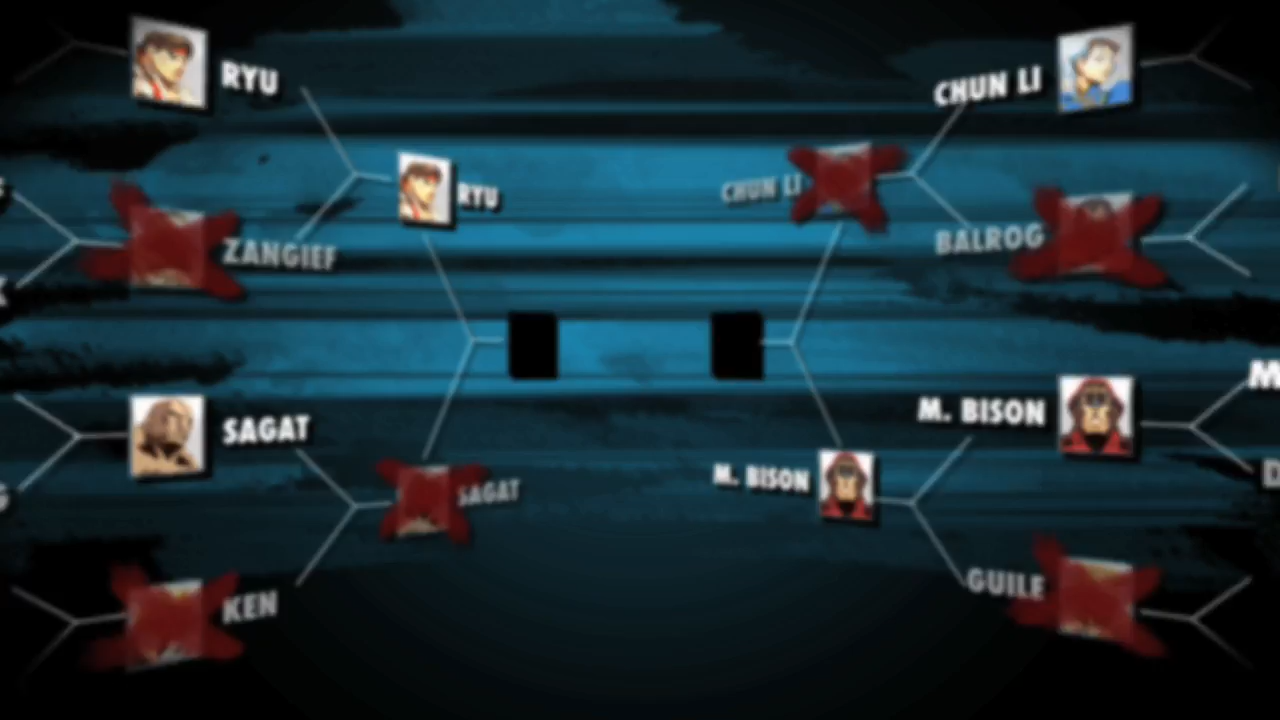 RYU
CHUN LI
RYU
CHUN LI
ZANGIEF
BALROG
SAGAT
M. BISON
M. BISON
SAGAT
KEN
GUILE